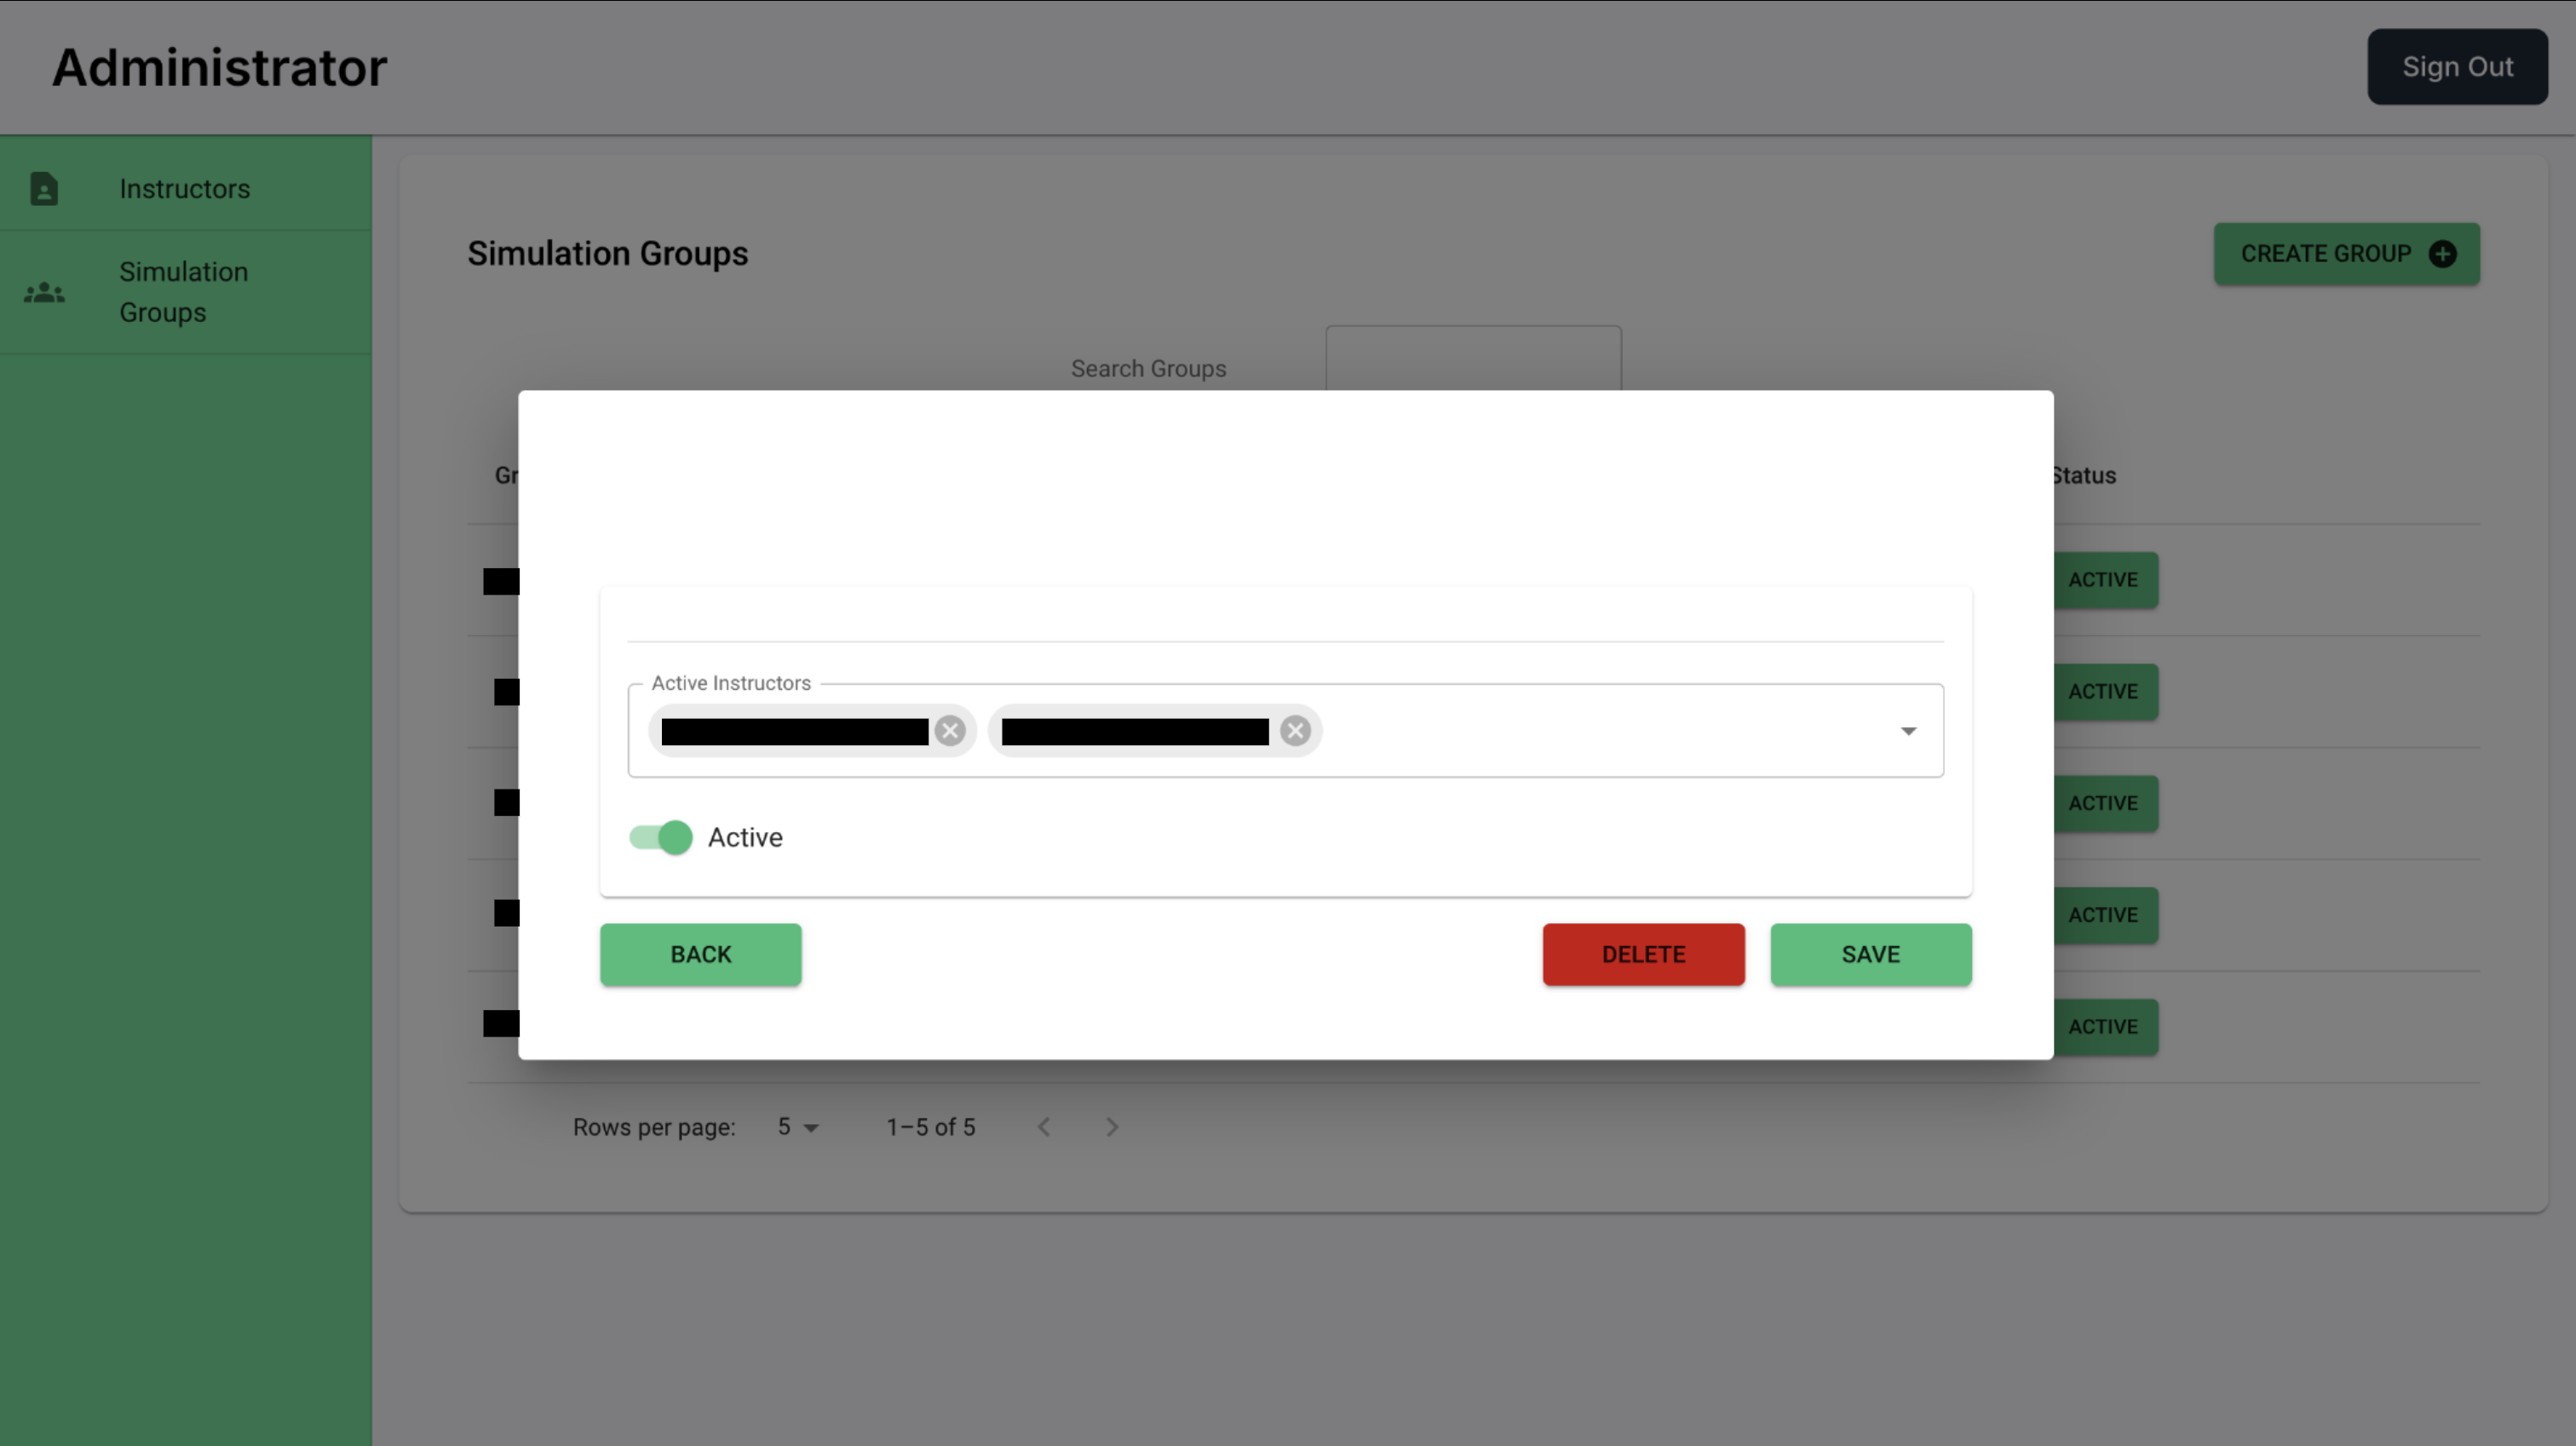 Administrator
Sign Out
Instructors
Simulation
Groups
Simulation Groups
CREATE GROUP
Search Groups
Gr
Status
ACTIVE
Active Instructors
ACTIVE
ACTIVE
Active
ACTIVE
BACK
DELETE
SAVE
ACTIVE
Rows per page:
5
1–5 of 5